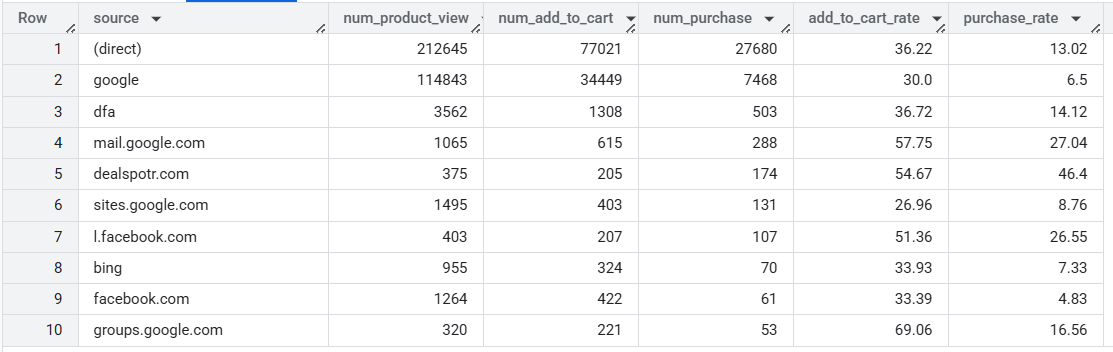 Row source num_product_view num_add_to_cart num_purchase add_to_cart_rate purchase_rate
1 (direct) 212645 77021 27680 36.22 13.02
2 google 114843 34449 7468 30.0 6.5
3 dfa 3562 1308 503 36.72 14.12
4 mail.google.com 1065 615 288 57.75 27.04
5 dealspotr.com 375 205 174 54.67 46.4
6 sites.google.com 1495 403 131 26.96 8.76
7 l.facebook.com 403 207 107 51.36 26.55
8 bing 955 324 70 33.93 7.33
9 facebook.com 1264 422 61 33.39 4.83
10 groups.google.com 320 221 53 69.06 16.56